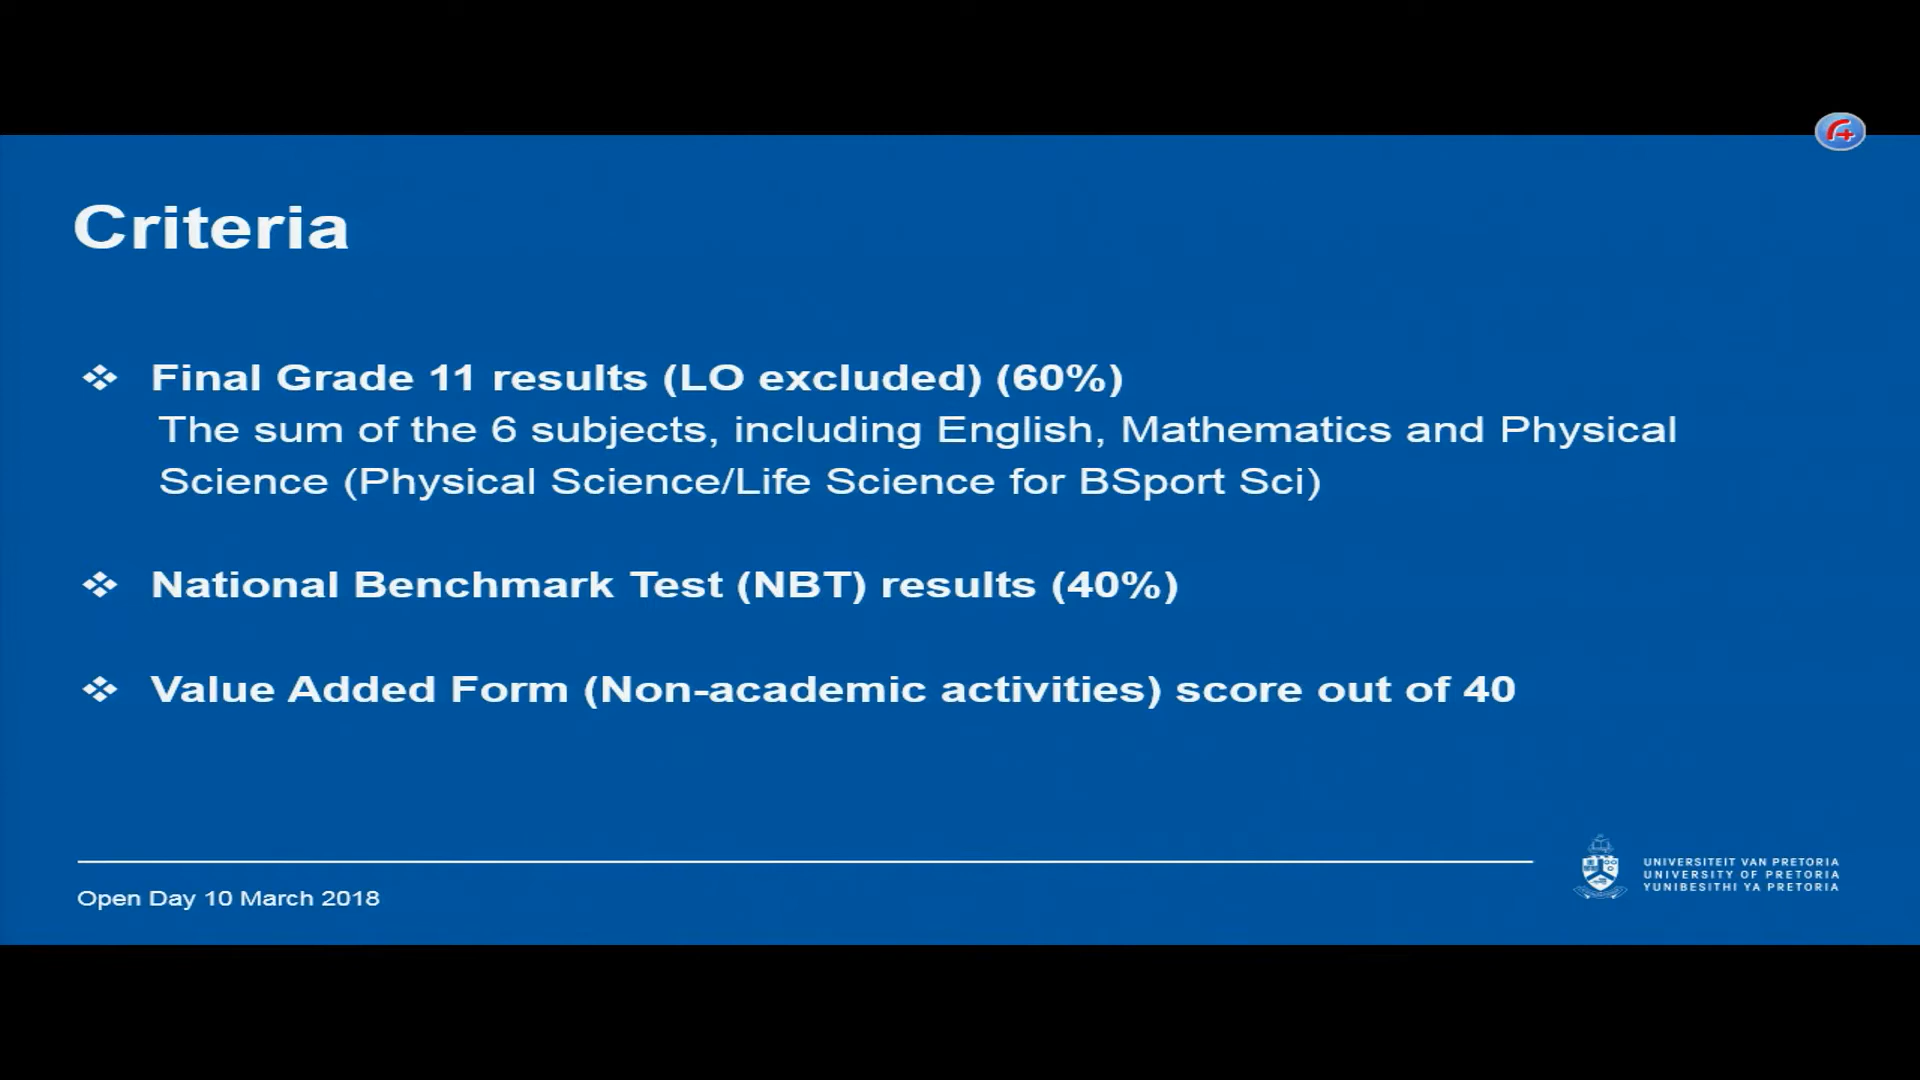 Criteria
❖ Final Grade 11 results (LO excluded) (60%)
The sum of the 6 subjects, including English, Mathematics and Physical
Science (Physical Science/Life Science for BSport Sci)
❖ National Benchmark Test (NBT) results (40%)
❖ Value Added Form (Non-academic activities) score out of 40
Open Day 10 March 2018
UNIVERSITEIT VAN PRETORIA
UNIVERSITY OF PRETORIA
YUNIBESITHI YA PRETORIA